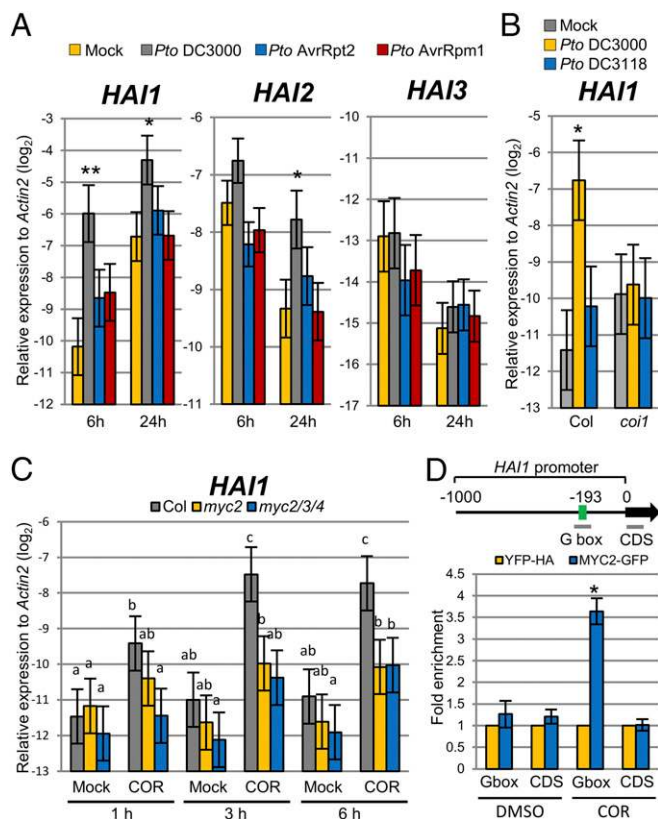 A
Mock Pto DC3000 Pto AvrRpt2 Pto AvrRpm1
HAI1 HAI2 HAI3
Relative expression to Actin2 (log2)
-3
-4
-5
-6
-7
-8
-9
-10
-11
-12
** *
6h 24h
-6
-7
-8
-9
-10
-11
*
6h 24h
-10
-11
-12
-13
-14
-15
-16
-17
6h 24h
B
Mock
Pto DC3000
Pto DC3118
HAI1
Relative expression to Actin2 (log2)
-5
-6
-7
-8
-9
-10
-11
-12
-13
*
Col coi1
C
HAI1
Col myc2 myc2/3/4
Relative expression to Actin2 (log2)
-6
-7
-8
-9
-10
-11
-12
-13
a a a b ab a ab ab a c b ab ab ab a c b b
Mock COR Mock COR Mock COR
1 h 3 h 6 h
D
HAI1 promoter
-1000 -193 0
G box CDS
YFP-HA MYC2-GFP
Fold enrichment
4.5
4
3.5
3
2.5
2
1.5
1
0.5
*
Gbox CDS Gbox CDS
DMSO COR